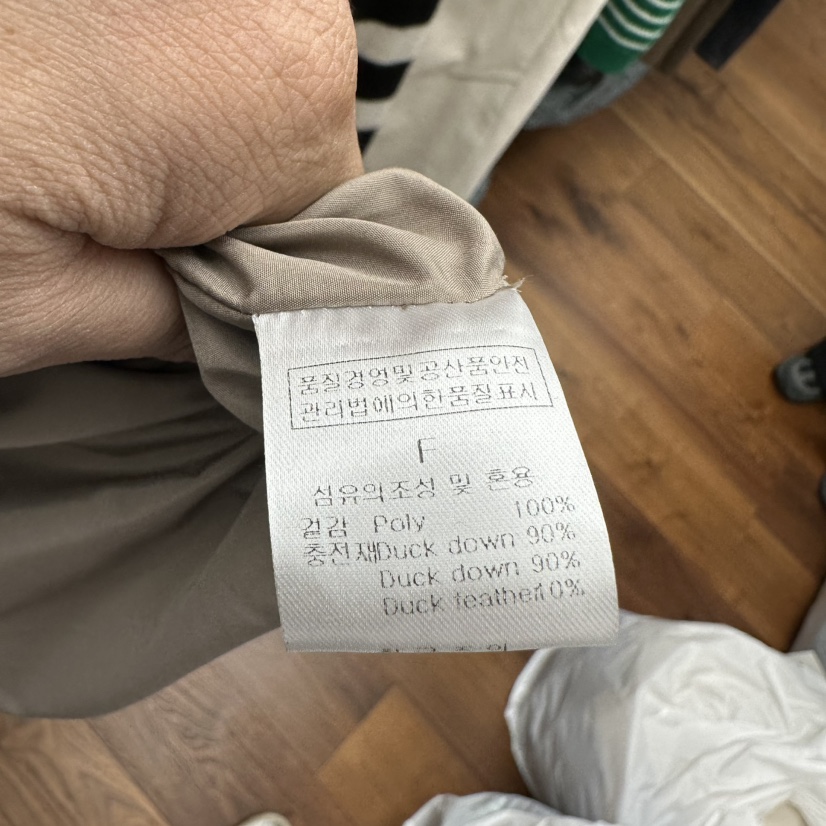 품질경영및공산품안전
관리법에의한품질표시
F
섬유의조성 및 혼용
겉감 Poly 100%
충전재Duck down 90%
Duck down 90%
Duck feather10%